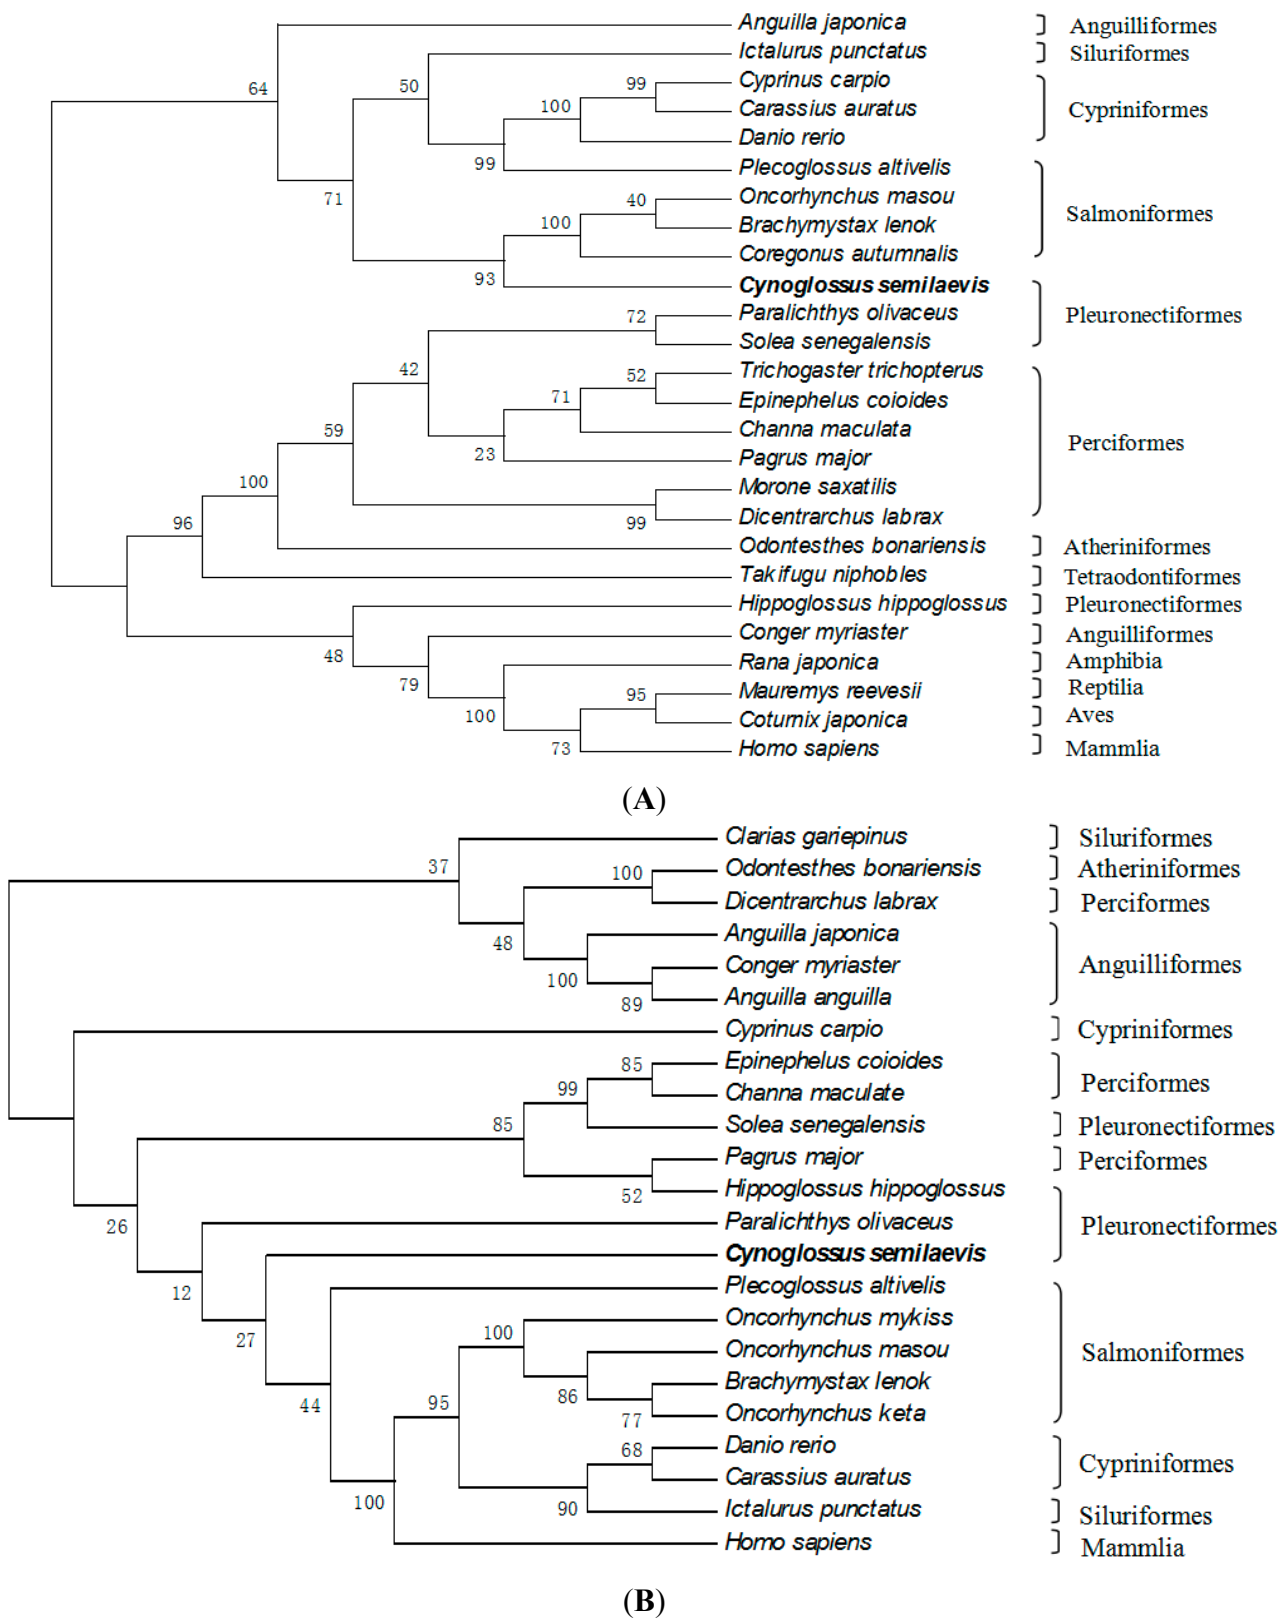 Anguilla japonica Anguilliformes
Ictalurus punctatus Siluriformes
64
50
99
Cyprinus carpio
Carassius auratus Cypriniformes
100
Danio rerio
99
Plecoglossus altivelis
71
40
Oncorhynchus masou
Salmoniformes
100
Brachymystax lenok
Coregonus autumnalis
93
Cynoglossus semilaevis
72
Paralichthys olivaceus Pleuronectiformes
Solea senegalensis
42
52
Trichogaster trichopterus
71
Epinephelus coioides
59
Channa maculata Perciformes
23
Pagrus major
100
Morone saxatilis
96
99
Dicentrarchus labrax
Odontesthes bonariensis Atheriniformes
Takifugu niphobles Tetraodontiformes
Hippoglossus hippoglossus Pleuronectiformes
48
Conger myriaster Anguilliformes
Rana japonica Amphibia
79
95
Mauremys reevesii Reptilia
100
Coturnix japonica Aves
73
Homo sapiens Mammlia
(A)
Clarias gariepinus Siluriformes
37
100
Odontesthes bonariensis Atheriniformes
Dicentrarchus labrax Perciformes
48
Anguilla japonica
100
Conger myriaster Anguilliformes
89
Anguilla anguilla
Cyprinus carpio Cypriniformes
85
Epinephelus coioides
99
Channa maculate Perciformes
85
Solea senegalensis Pleuronectiformes
Pagrus major Perciformes
52
Hippoglossus hippoglossus
26
Paralichthys olivaceus Pleuronectiformes
Cynoglossus semilaevis
12
Plecoglossus altivelis
27
100
Oncorhynchus mykiss
Oncorhynchus masou Salmoniformes
86
Brachymystax lenok
44
95
77
Oncorhynchus keta
68
Danio rerio
Carassius auratus Cypriniformes
100
90
Ictalurus punctatus Siluriformes
Homo sapiens Mammlia
(B)